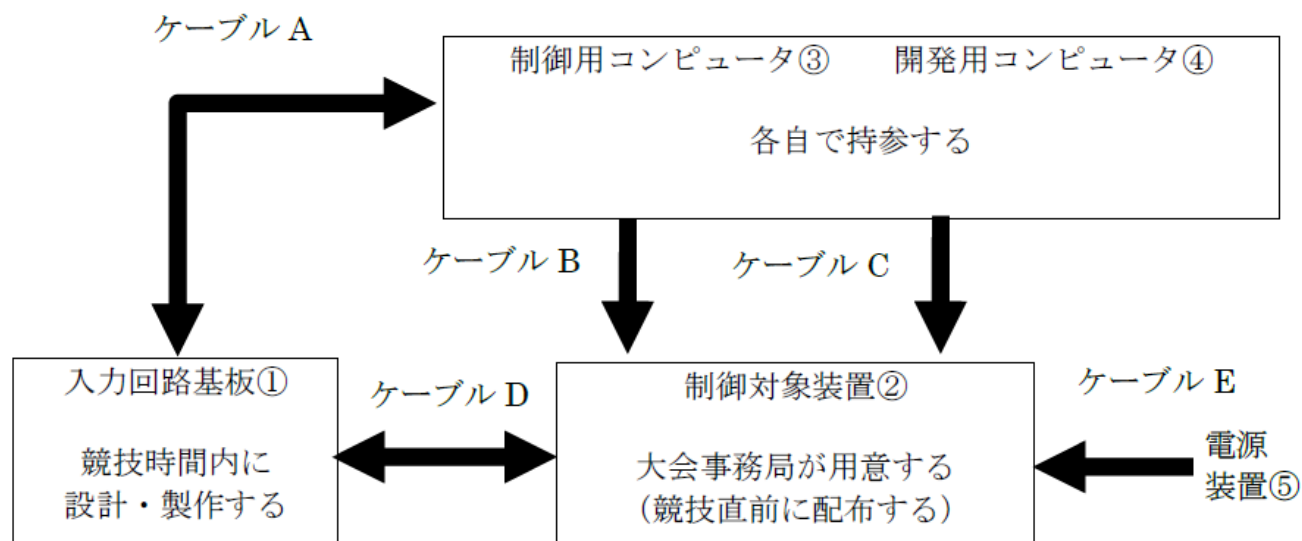 ケーブル A
制御用コンピュータ③ 開発用コンピュータ④
各自で持参する
ケーブル B
ケーブル C
入力回路基板①
競技時間内に
設計・製作する
ケーブル D
制御対象装置②
大会事務局が用意する
(競技直前に配布する)
ケーブル E
電源
装置⑤